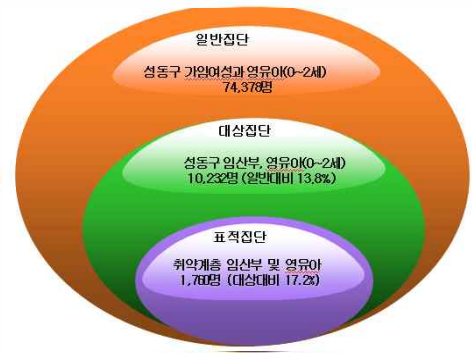 일반집단
성동구 가임여성과 영유아(0~2세)
74,378명
대상집단
성동구 임산부, 영유아(0~2세)
10,232명 (일반대비 13.8%)
표적집단
취약계층 임산부 및 영유아
1,760명 (대상대비 17.2%)